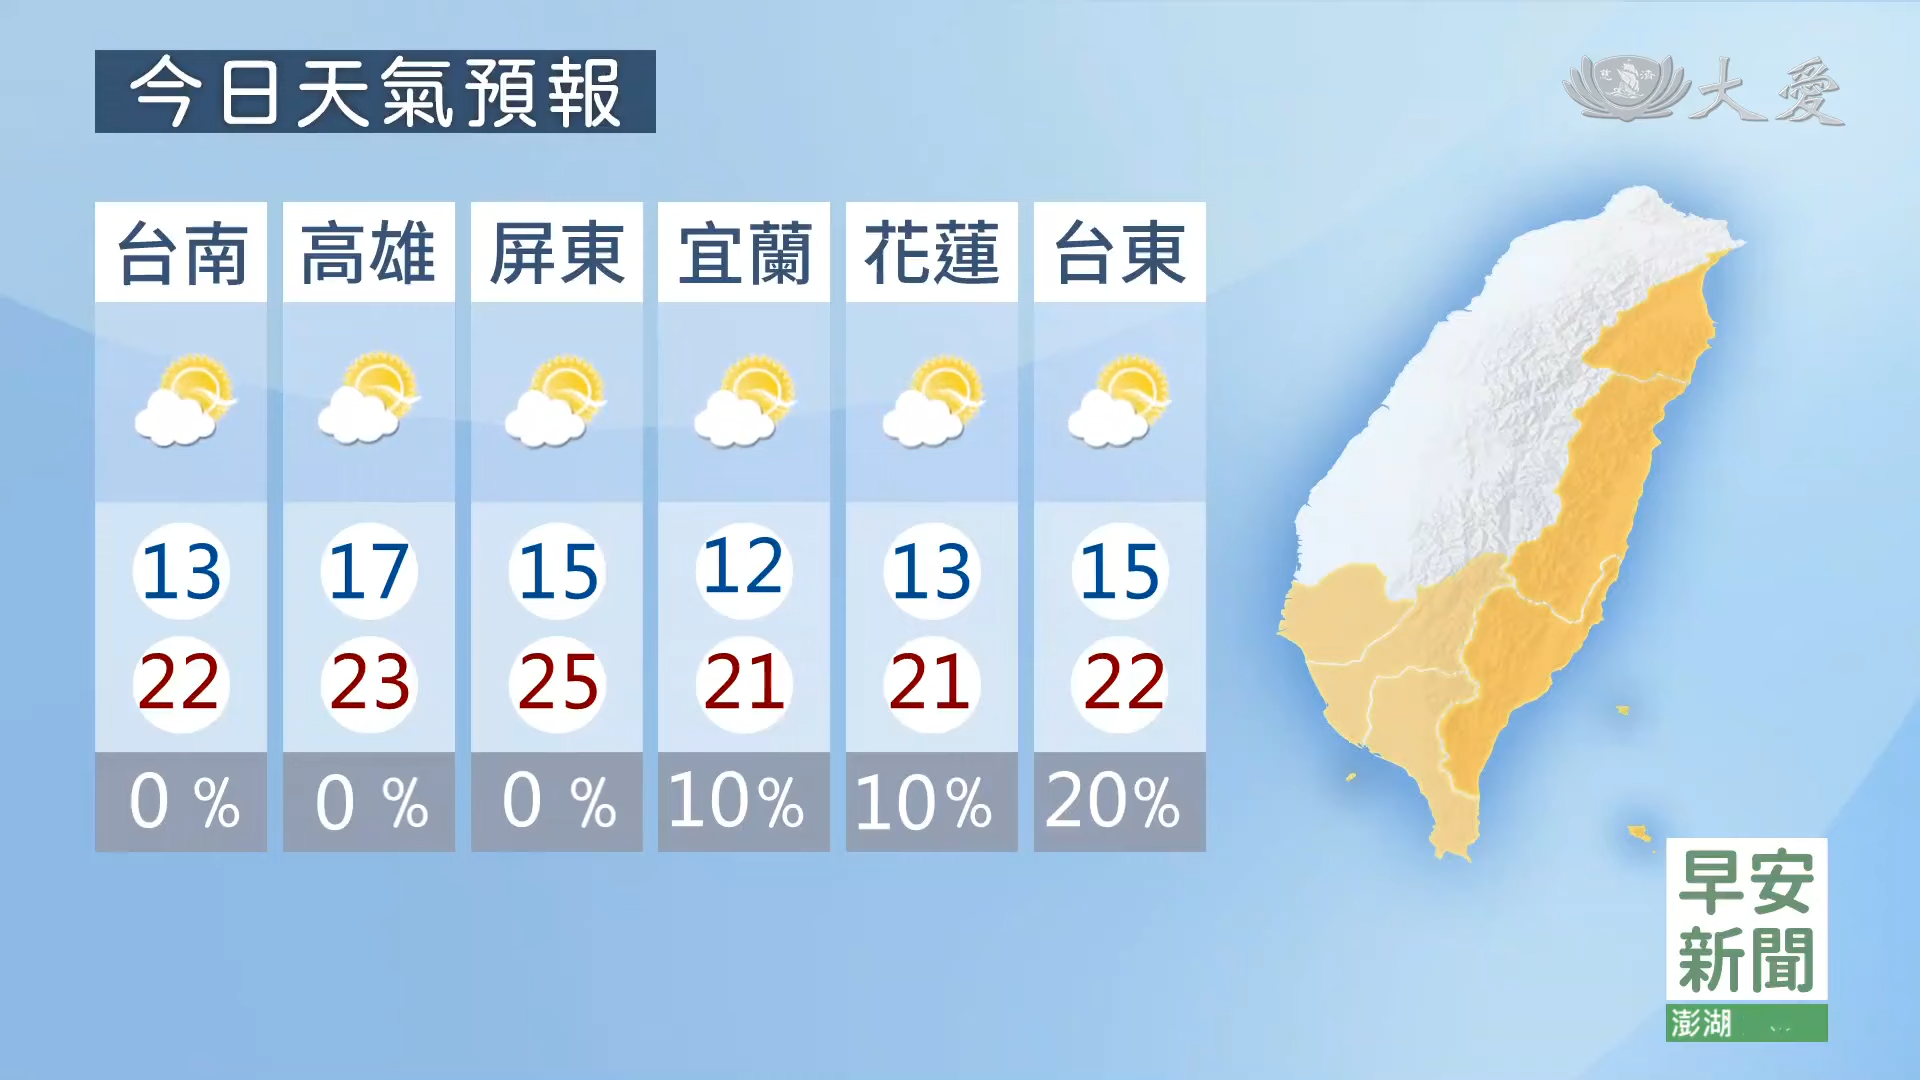 今日天氣預報
大愛
慈濟
台南 高雄 屏東 宜蘭 花蓮 台東
13 17 15 12 13 15
22 23 25 21 21 22
0 % 0 % 0 % 10% 10% 20%
早安
新聞
澎湖